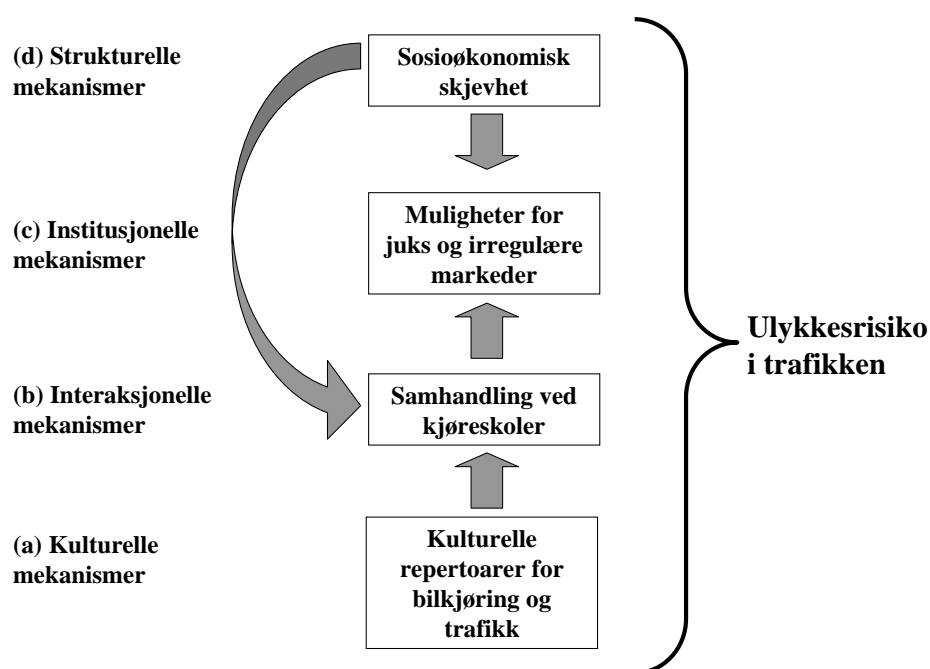 (d) Strukturelle
mekanismer
Sosioøkonomisk
skjevhet
(c) Institusjonelle
mekanismer
Muligheter for
juks og irregulære
markeder
Ulykkesrisiko
i trafikken
(b) Interaksjonelle
mekanismer
Samhandling ved
kjøreskoler
(a) Kulturelle
mekanismer
Kulturelle
repertoarer for
bilkjøring og
trafikk